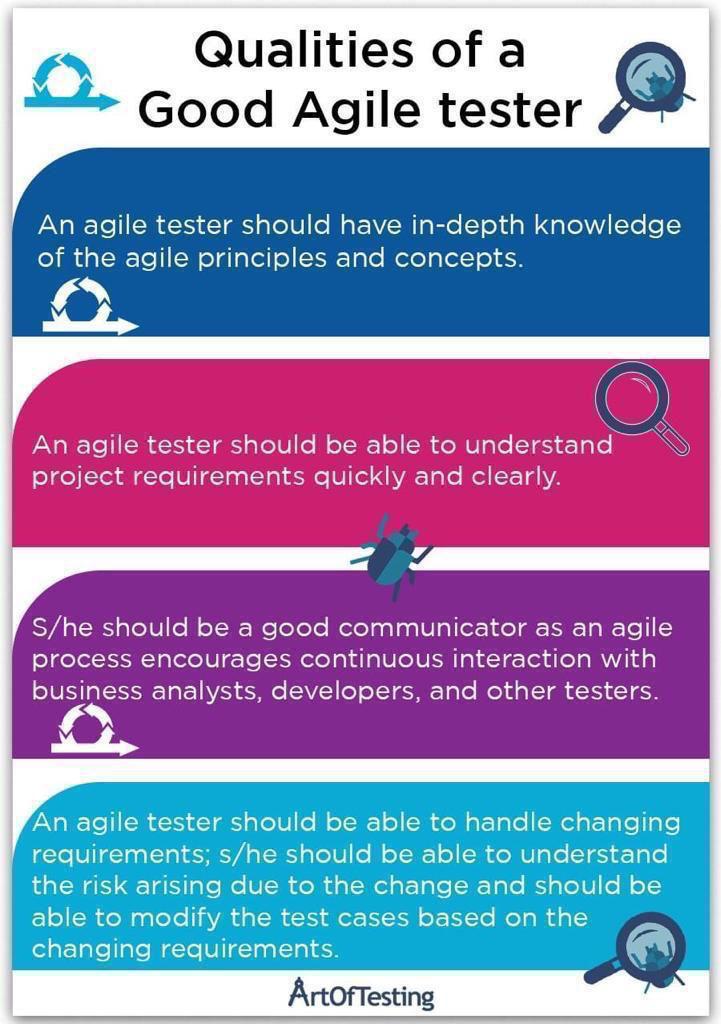 Qualities of a
Good Agile tester
An agile tester should have in-depth knowledge
of the agile principles and concepts.
An agile tester should be able to understand
project requirements quickly and clearly.
S/he should be a good communicator as an agile
process encourages continuous interaction with
business analysts, developers, and other testers.
An agile tester should be able to handle changing
requirements; s/he should be able to understand
the risk arising due to the change and should be
able to modify the test cases based on the
changing requirements.
ArtOfTesting